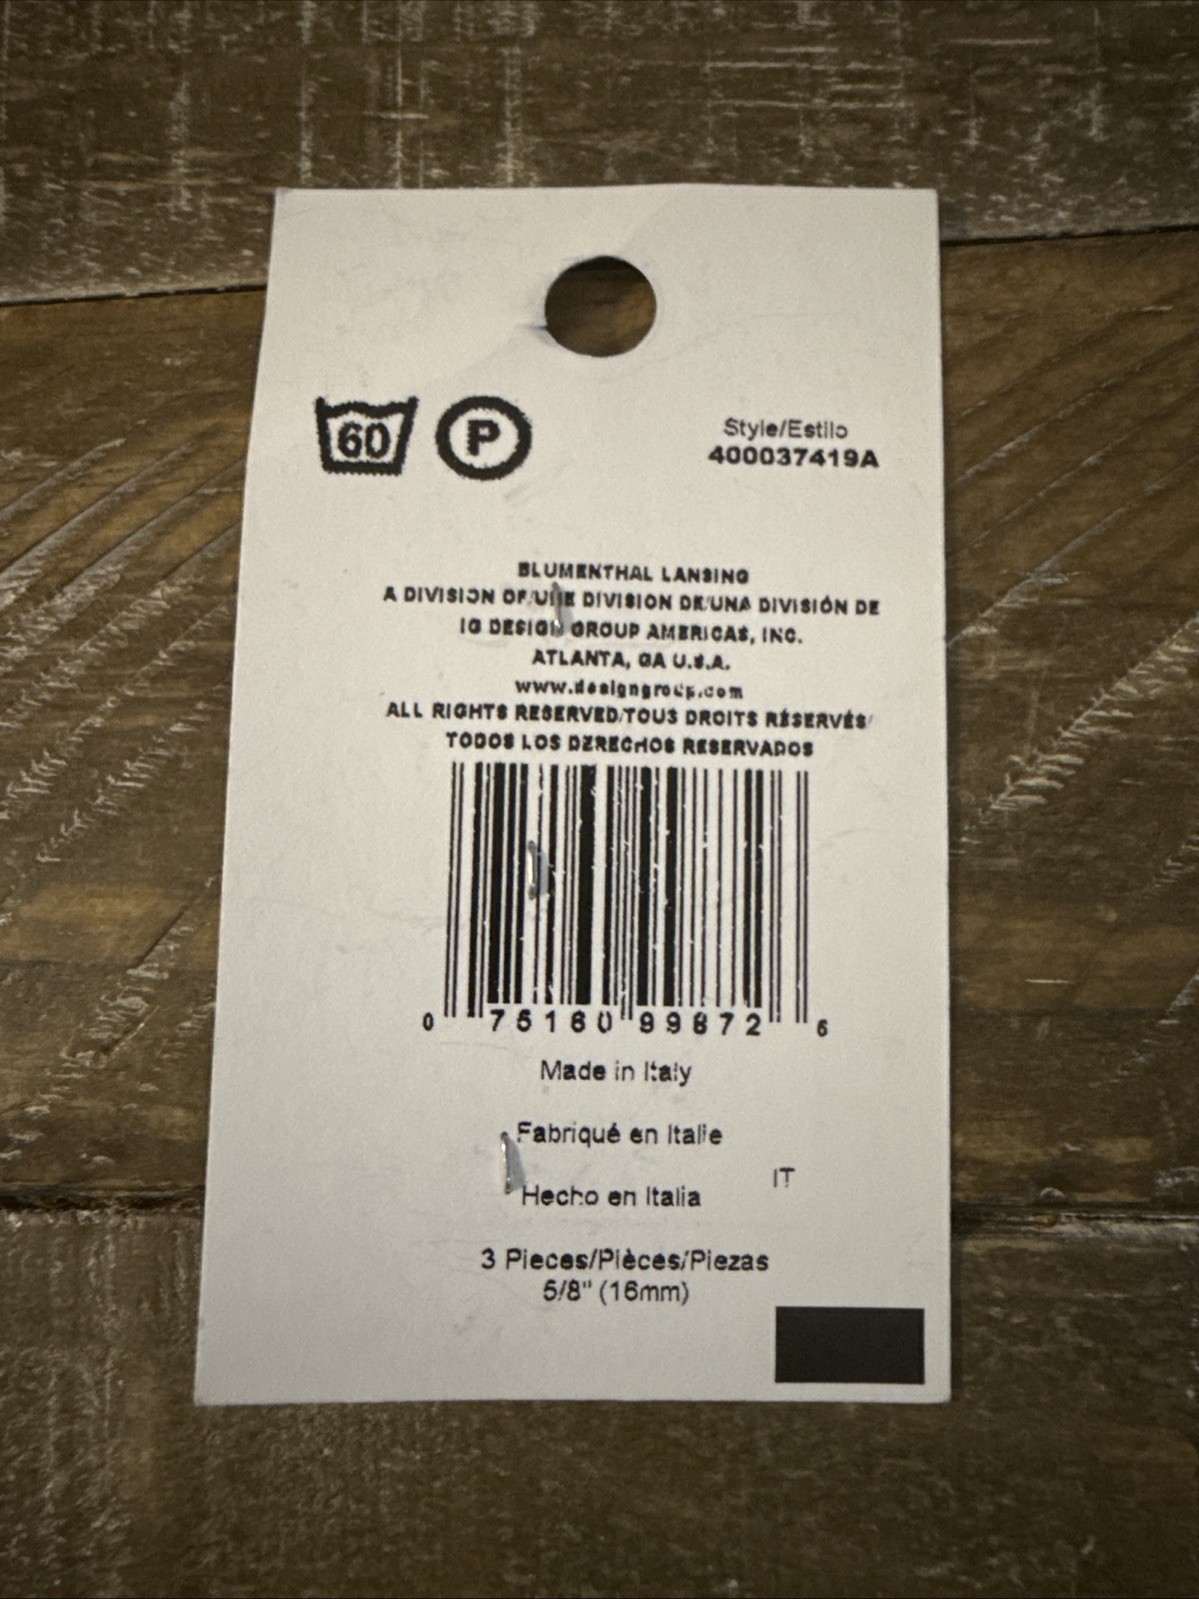 60 P
Style/Estilo
400037419A
BLUMENTHAL LANSING
A DIVISION OF/UNE DIVISION DE/UNA DIVISIÓN DE
IG DESIGN GROUP AMERICAS, INC.
ATLANTA, GA U.S.A.
www.designgroup.com
ALL RIGHTS RESERVED/TOUS DROITS RÉSERVÉS/
TODOS LOS DERECHOS RESERVADOS
0 75160 99872 6
Made in Italy
Fabriqué en Italie
IT
Hecho en Italia
3 Pieces/Pièces/Piezas
5/8" (16mm)